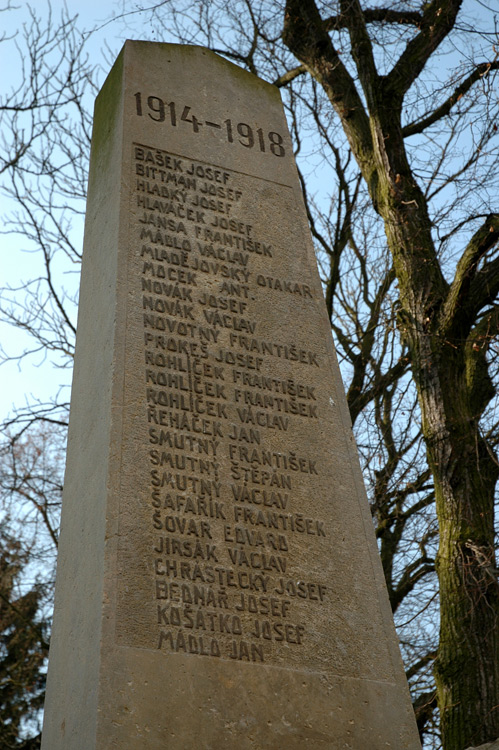 1914-1918
BAŠEK JOSEF
BITTMAN JOSEF
HLADKÝ JOSEF
HLAVÁČEK JOSEF
JANSA FRANTIŠEK
MÁDLO VÁCLAV
MLADĚJOVSKÝ OTAKAR
MOCEK ANT.
NOVÁK JOSEF
NOVÁK VÁCLAV
NOVOTNÝ FRANTIŠEK
PROKEŠ JOSEF
ROHLÍČEK FRANTIŠEK
ROHLÍČEK FRANTIŠEK
ROHLÍČEK VÁCLAV
ŘEHÁČEK JAN
SMUTNÝ FRANTIŠEK
SMUTNÝ ŠTĚPÁN
SMUTNÝ VÁCLAV
ŠAFAŘÍK FRANTIŠEK
ŠOVAR EDVARD
JIRSÁK VÁCLAV
CHRASTECKÝ JOSEF
BEDNÁŘ JOSEF
KOŠÁTKO JOSEF
MÁDLO JAN